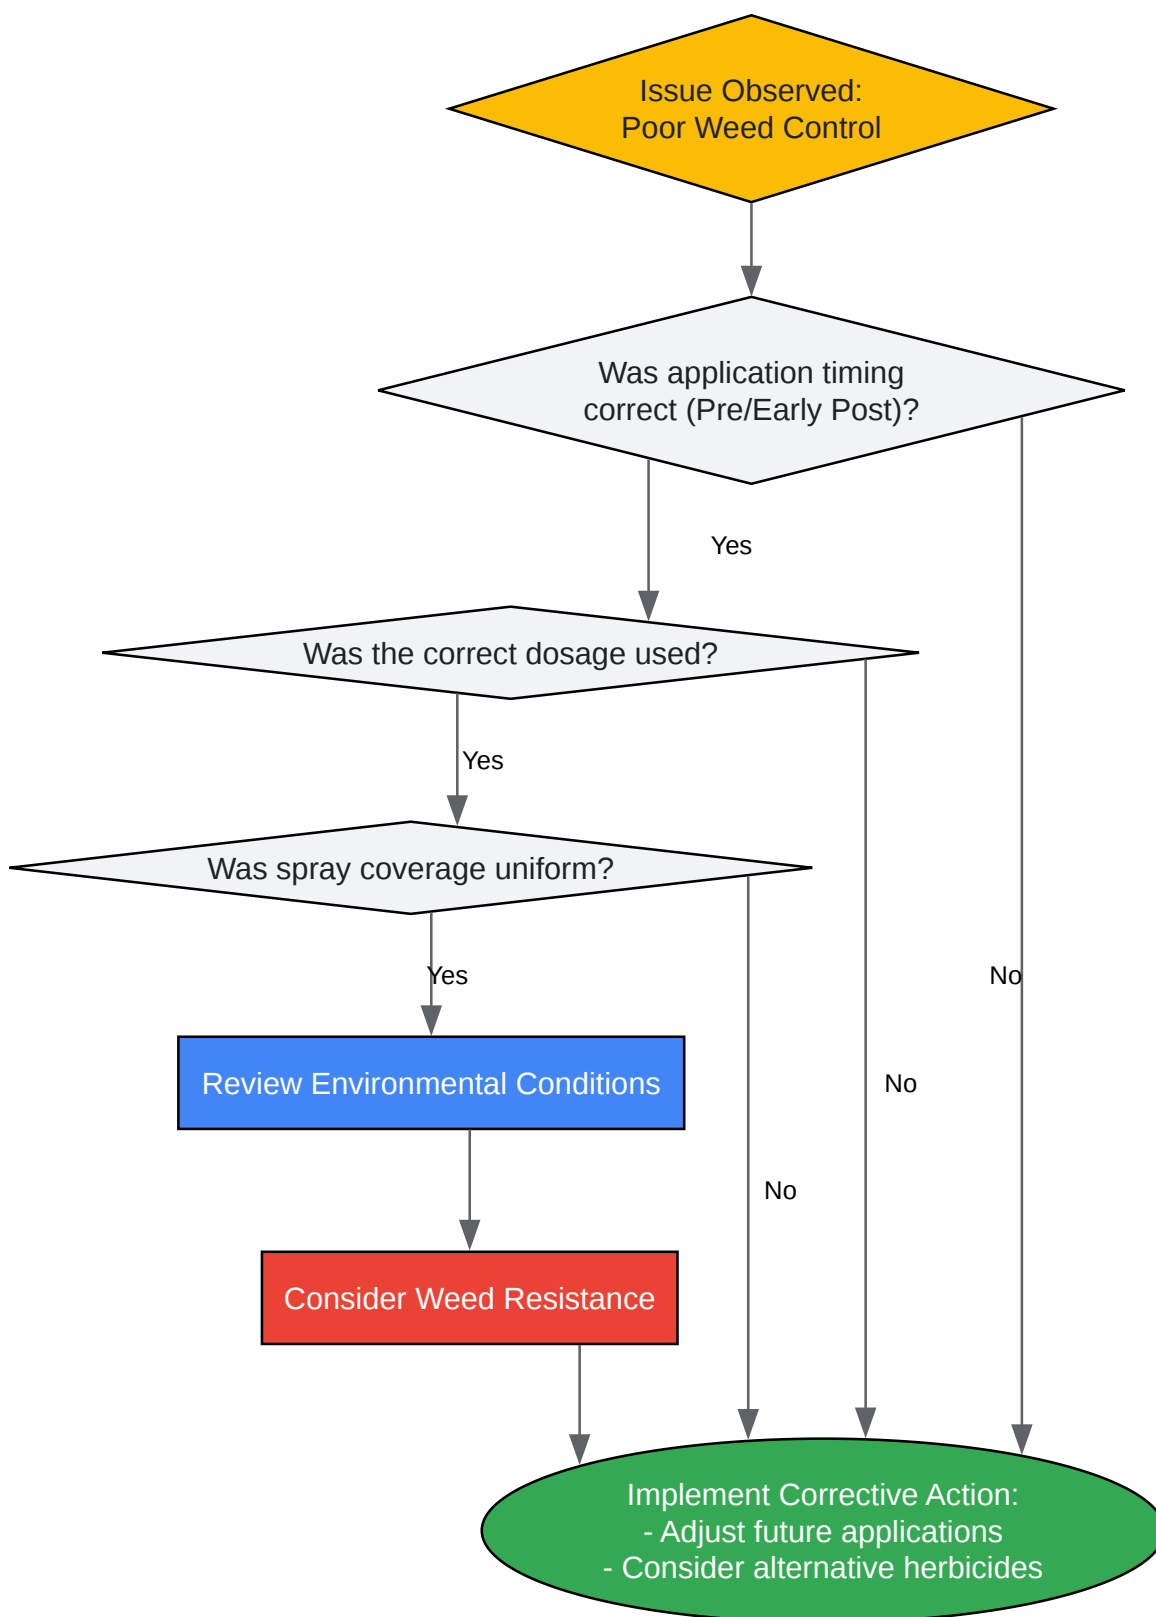 Issue Observed:
Poor Weed Control
Was application timing
correct (Pre/Early Post)?
Yes
Was the correct dosage used?
Yes
Was spray coverage uniform?
Yes
No
Review Environmental Conditions
No
No
Consider Weed Resistance
Implement Corrective Action:
- Adjust future applications
- Consider alternative herbicides